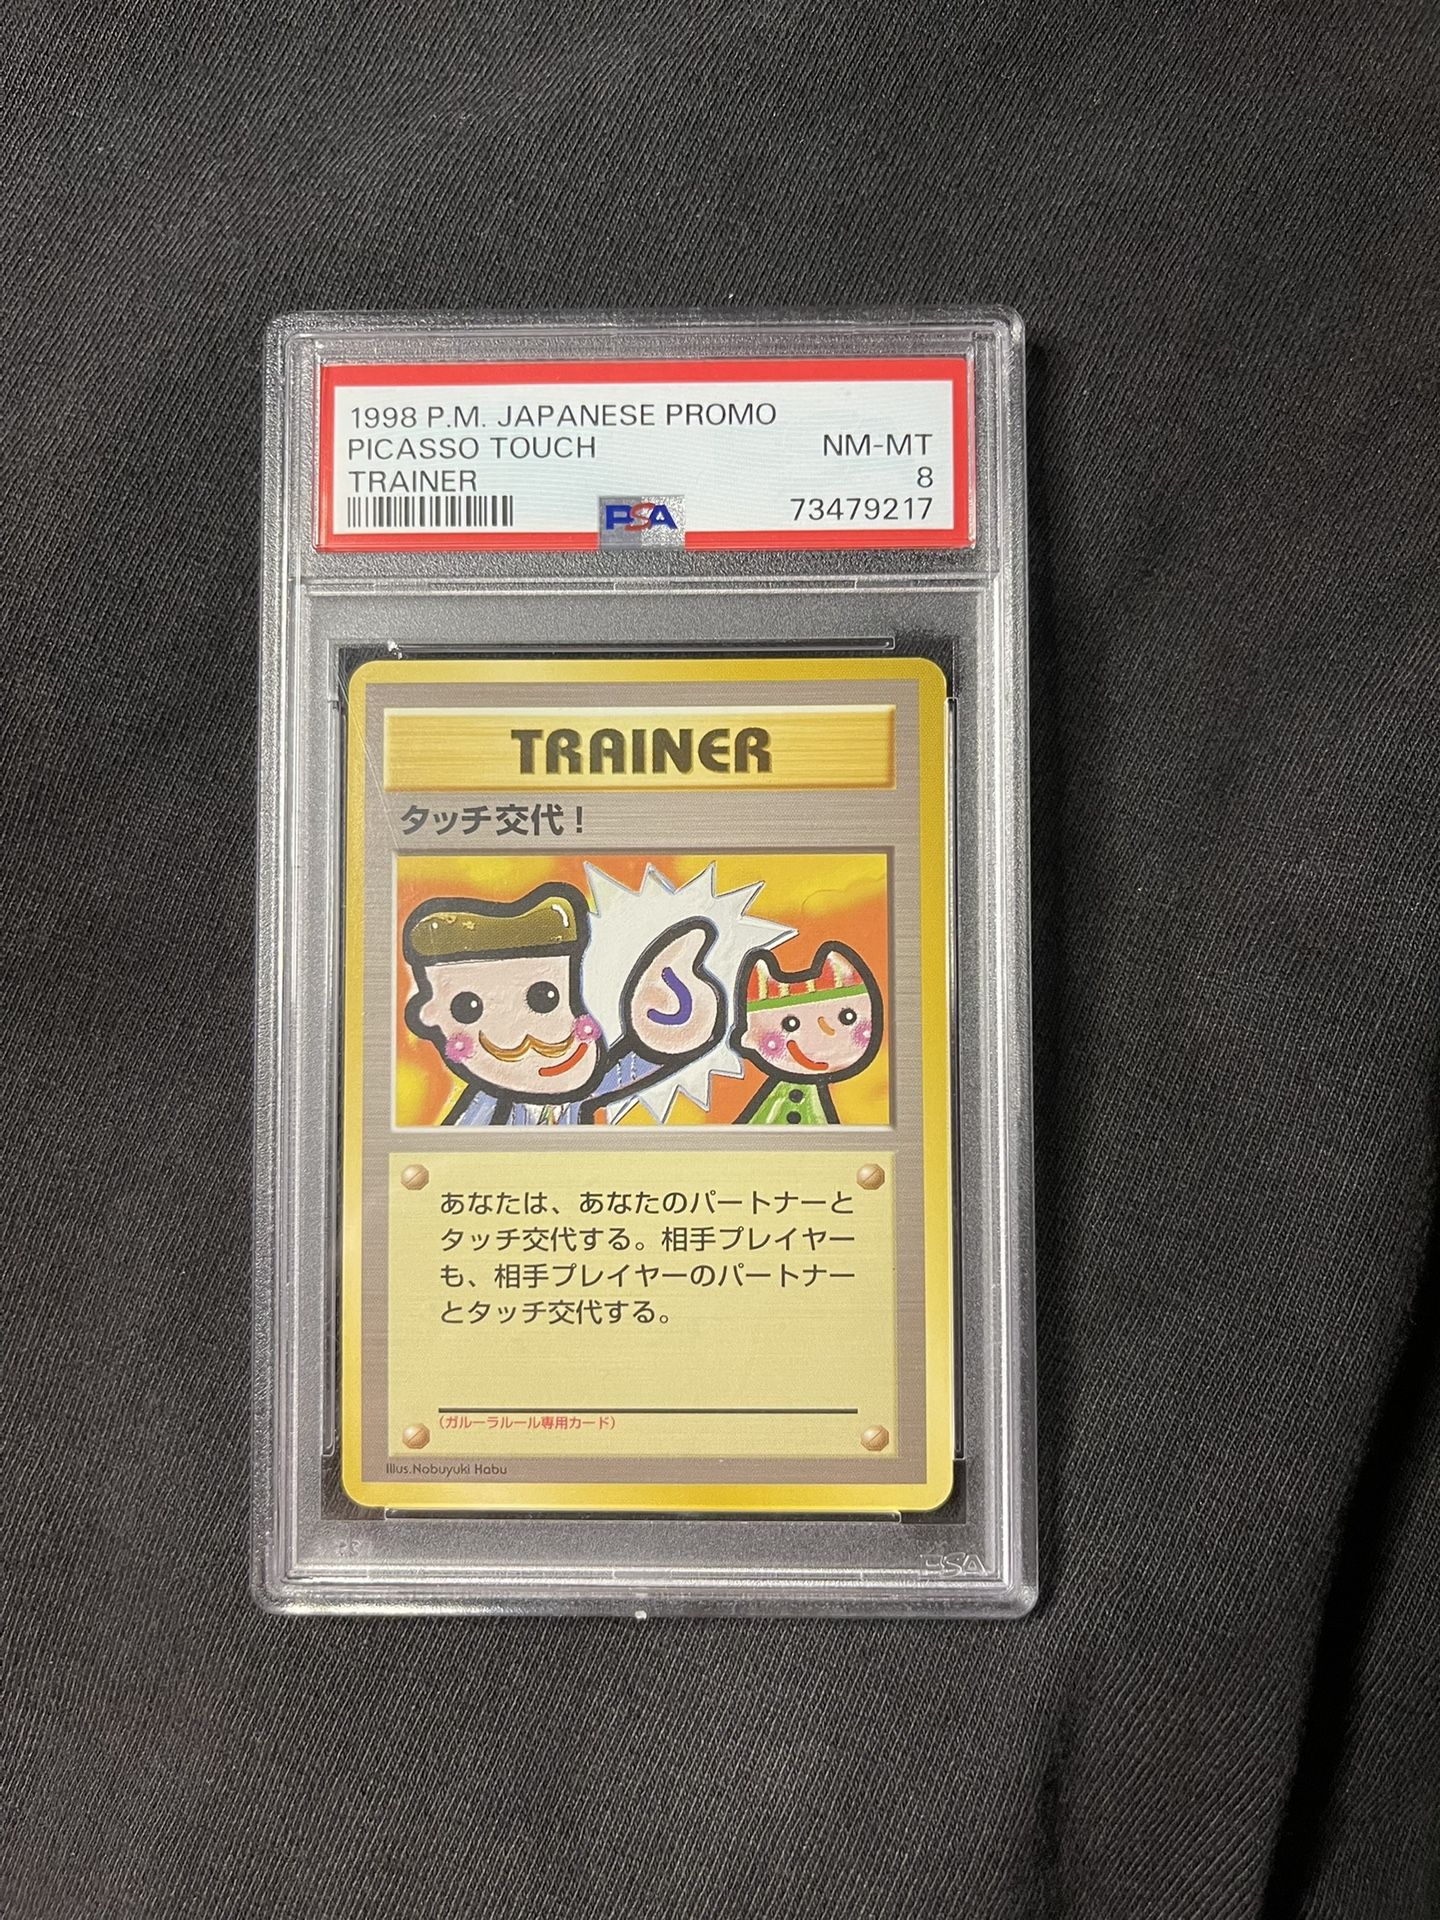 1998 P.M. JAPANESE PROMO
PICASSO TOUCH NM-MT
TRAINER 8
PSA 73479217
TRAINER
タッチ交代!
あなたは、あなたのパートナーと
タッチ交代する。相手プレイヤー
も、相手プレイヤーのパートナー
とタッチ交代する。
(ガルーラルール専用カード)
Illus.Nobuyuki Habu
PSA